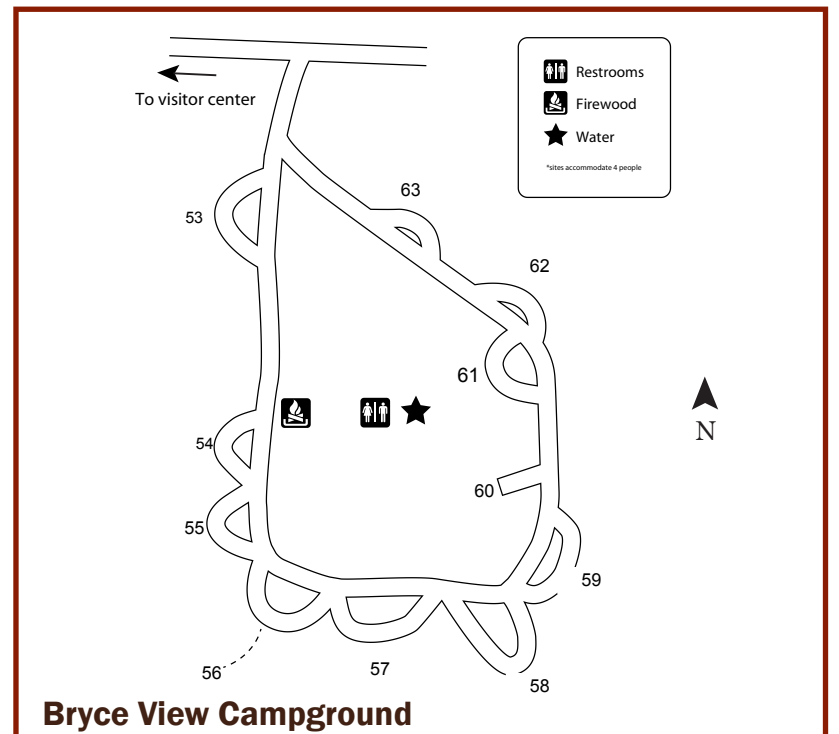 To visitor center
Restrooms
Firewood
Water
*sites accommodate 4 people
63
53
62
61
N
54
60
55
59
56
57
58
Bryce View Campground